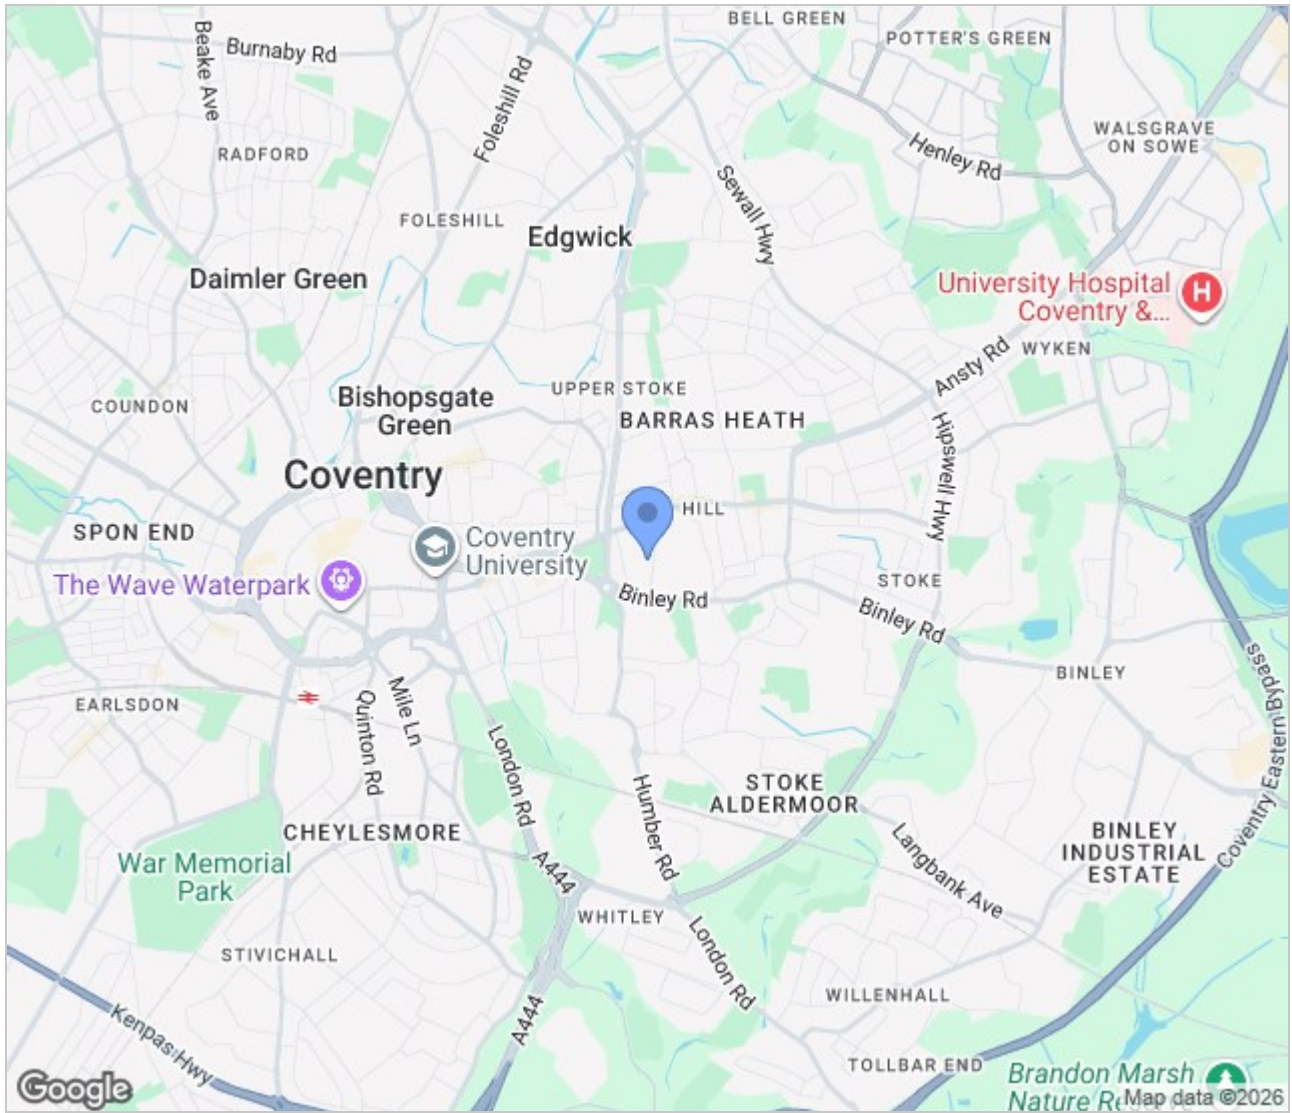 BELL GREEN
POTTER'S GREEN
Burnaby Rd
Beake Ave
Foleshill Rd
WALSGRAVE
ON SOWE
Henley Rd
RADFORD
Sewall Hwy
FOLESHILL
Edgwick
Daimler Green
University Hospital
Coventry &...
H
WYKEN
Ansty Rd
UPPER STOKE
Bishopsgate
Green
COUNDON
BARRAS HEATH
Hipswell Hwy
Coventry
HILL
SPON END
Coventry
University
The Wave Waterpark
STOKE
Binley Rd
Binley Rd
BINLEY
Coventry Eastern Bypass
EARLSDON
Mile Ln
Quinton Rd
London Rd
STOKE
ALDERMOOR
Humber Rd
CHEYLESMORE
BINLEY
INDUSTRIAL
ESTATE
Langbank Ave
War Memorial
Park
A444
WHITLEY
London Rd
STIVICHALL
WILLENHALL
A444
Kenpas Hwy
TOLLBAR END
Brandon Marsh
Nature Re
Google
Map data ©2026